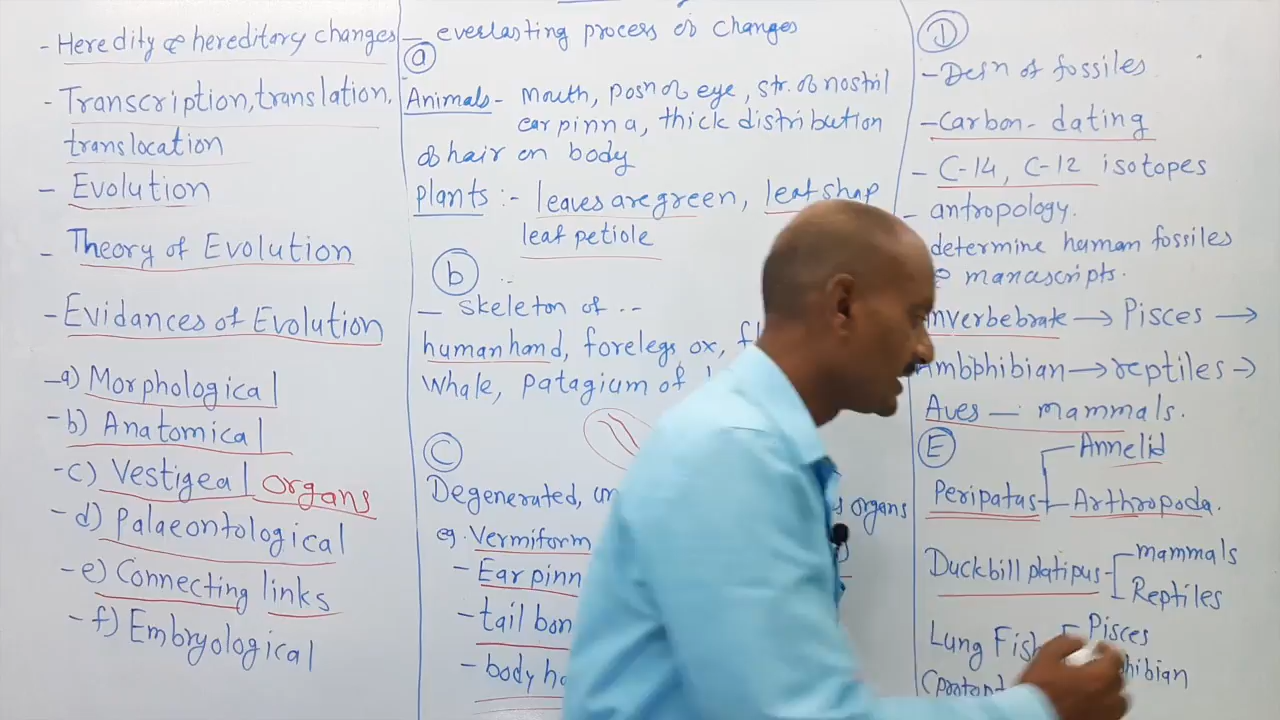 - Heredity & hereditary changes
- Transcription, translation,
translocation
- Evolution
- Theory of Evolution
- Evidances of Evolution
- a) Morphological
- b) Anatomical
- c) Vestigeal Organs
- d) Palaeontological
- e) Connecting links
- f) Embryological
- everlasting process of changes
(a)
Animals - mouth, posn of eye, str. of nostril
ear pinna, thick distribution
of hair on body
plants :- leaves are green, leaf shap
leaf petiole
(b)
- skeleton of --
human hand, forelegs ox,
whale, patagium of
(C)
Degenerated, organs
eg. Vermiform
- Ear pinn
- tail bon
- body
(D)
- Desn of fossiles
- Carbon-dating
- C-14, C-12 isotopes
- antropology.
determine human fossiles
manuscripts.
Inverbebrate → Pisces →
Ambphibian → reptiles →
Aves — mammals.
(E)
Annelid
Peripatus Arthropoda.
mammals
Duckbill platipus
Reptiles
Pisces
Lung Fish
hibian